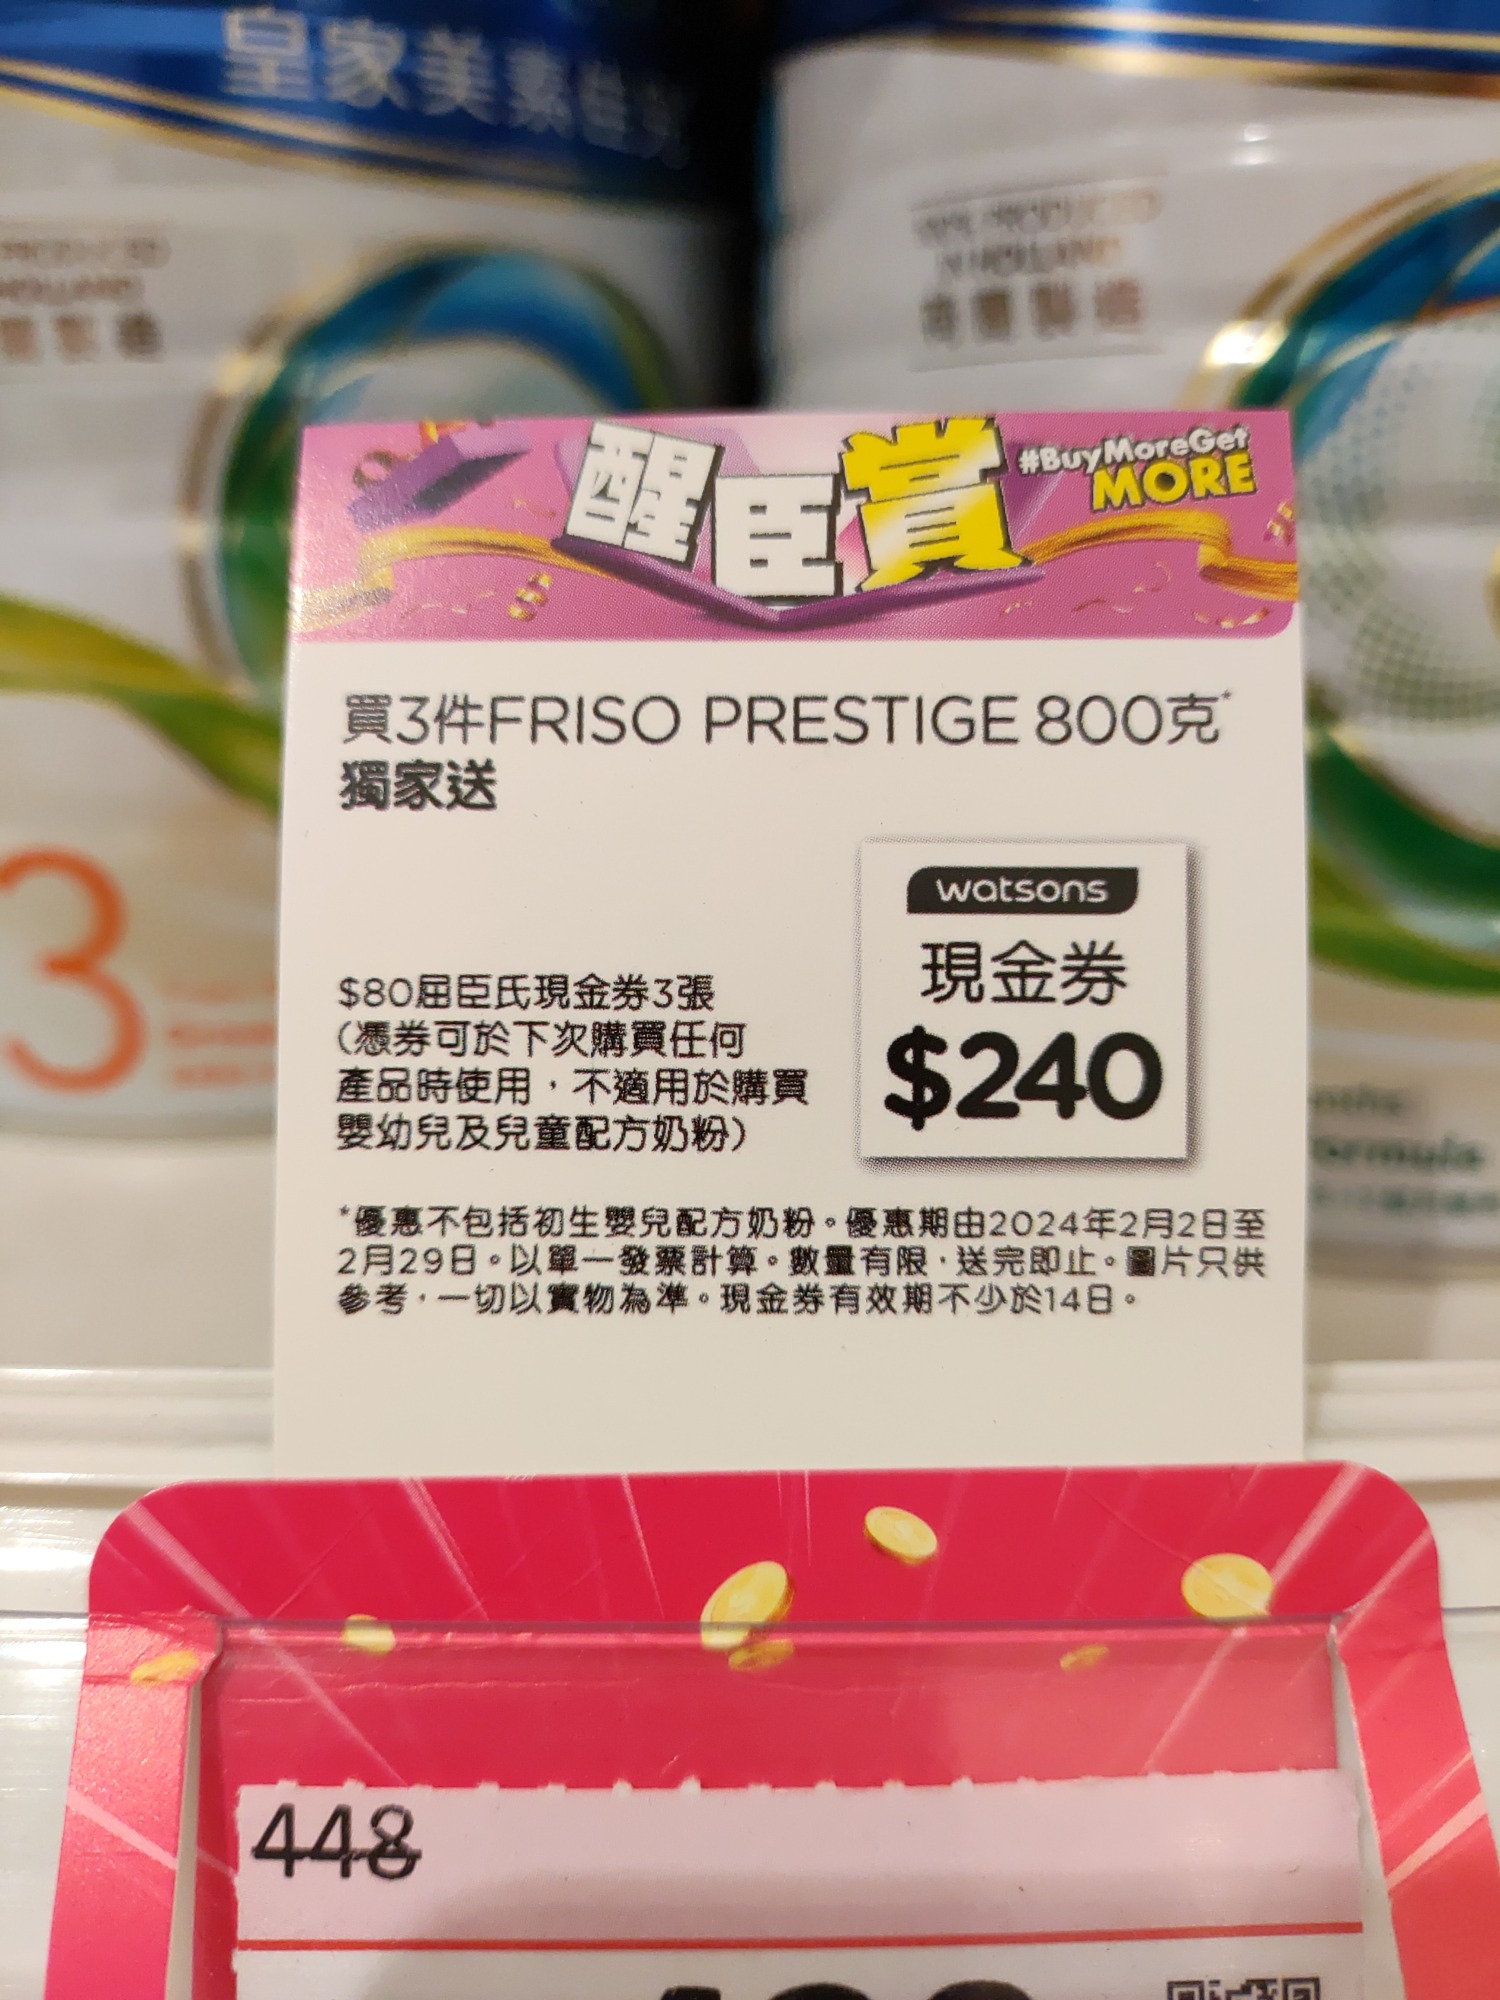 皇家美素佳兒
醒臣賞
#BuyMoreGet
MORE
買3件FRISO PRESTIGE 800克*
獨家送
watsons
現金券
$240
$80屈臣氏現金券3張
(憑券可於下次購買任何
產品時使用，不適用於購買
嬰幼兒及兒童配方奶粉)
*優惠不包括初生嬰兒配方奶粉。優惠期由2024年2月2日至
2月29日。以單一發票計算。數量有限，送完即止。圖片只供
參考，一切以實物為準。現金券有效期不少於14日。
3
448